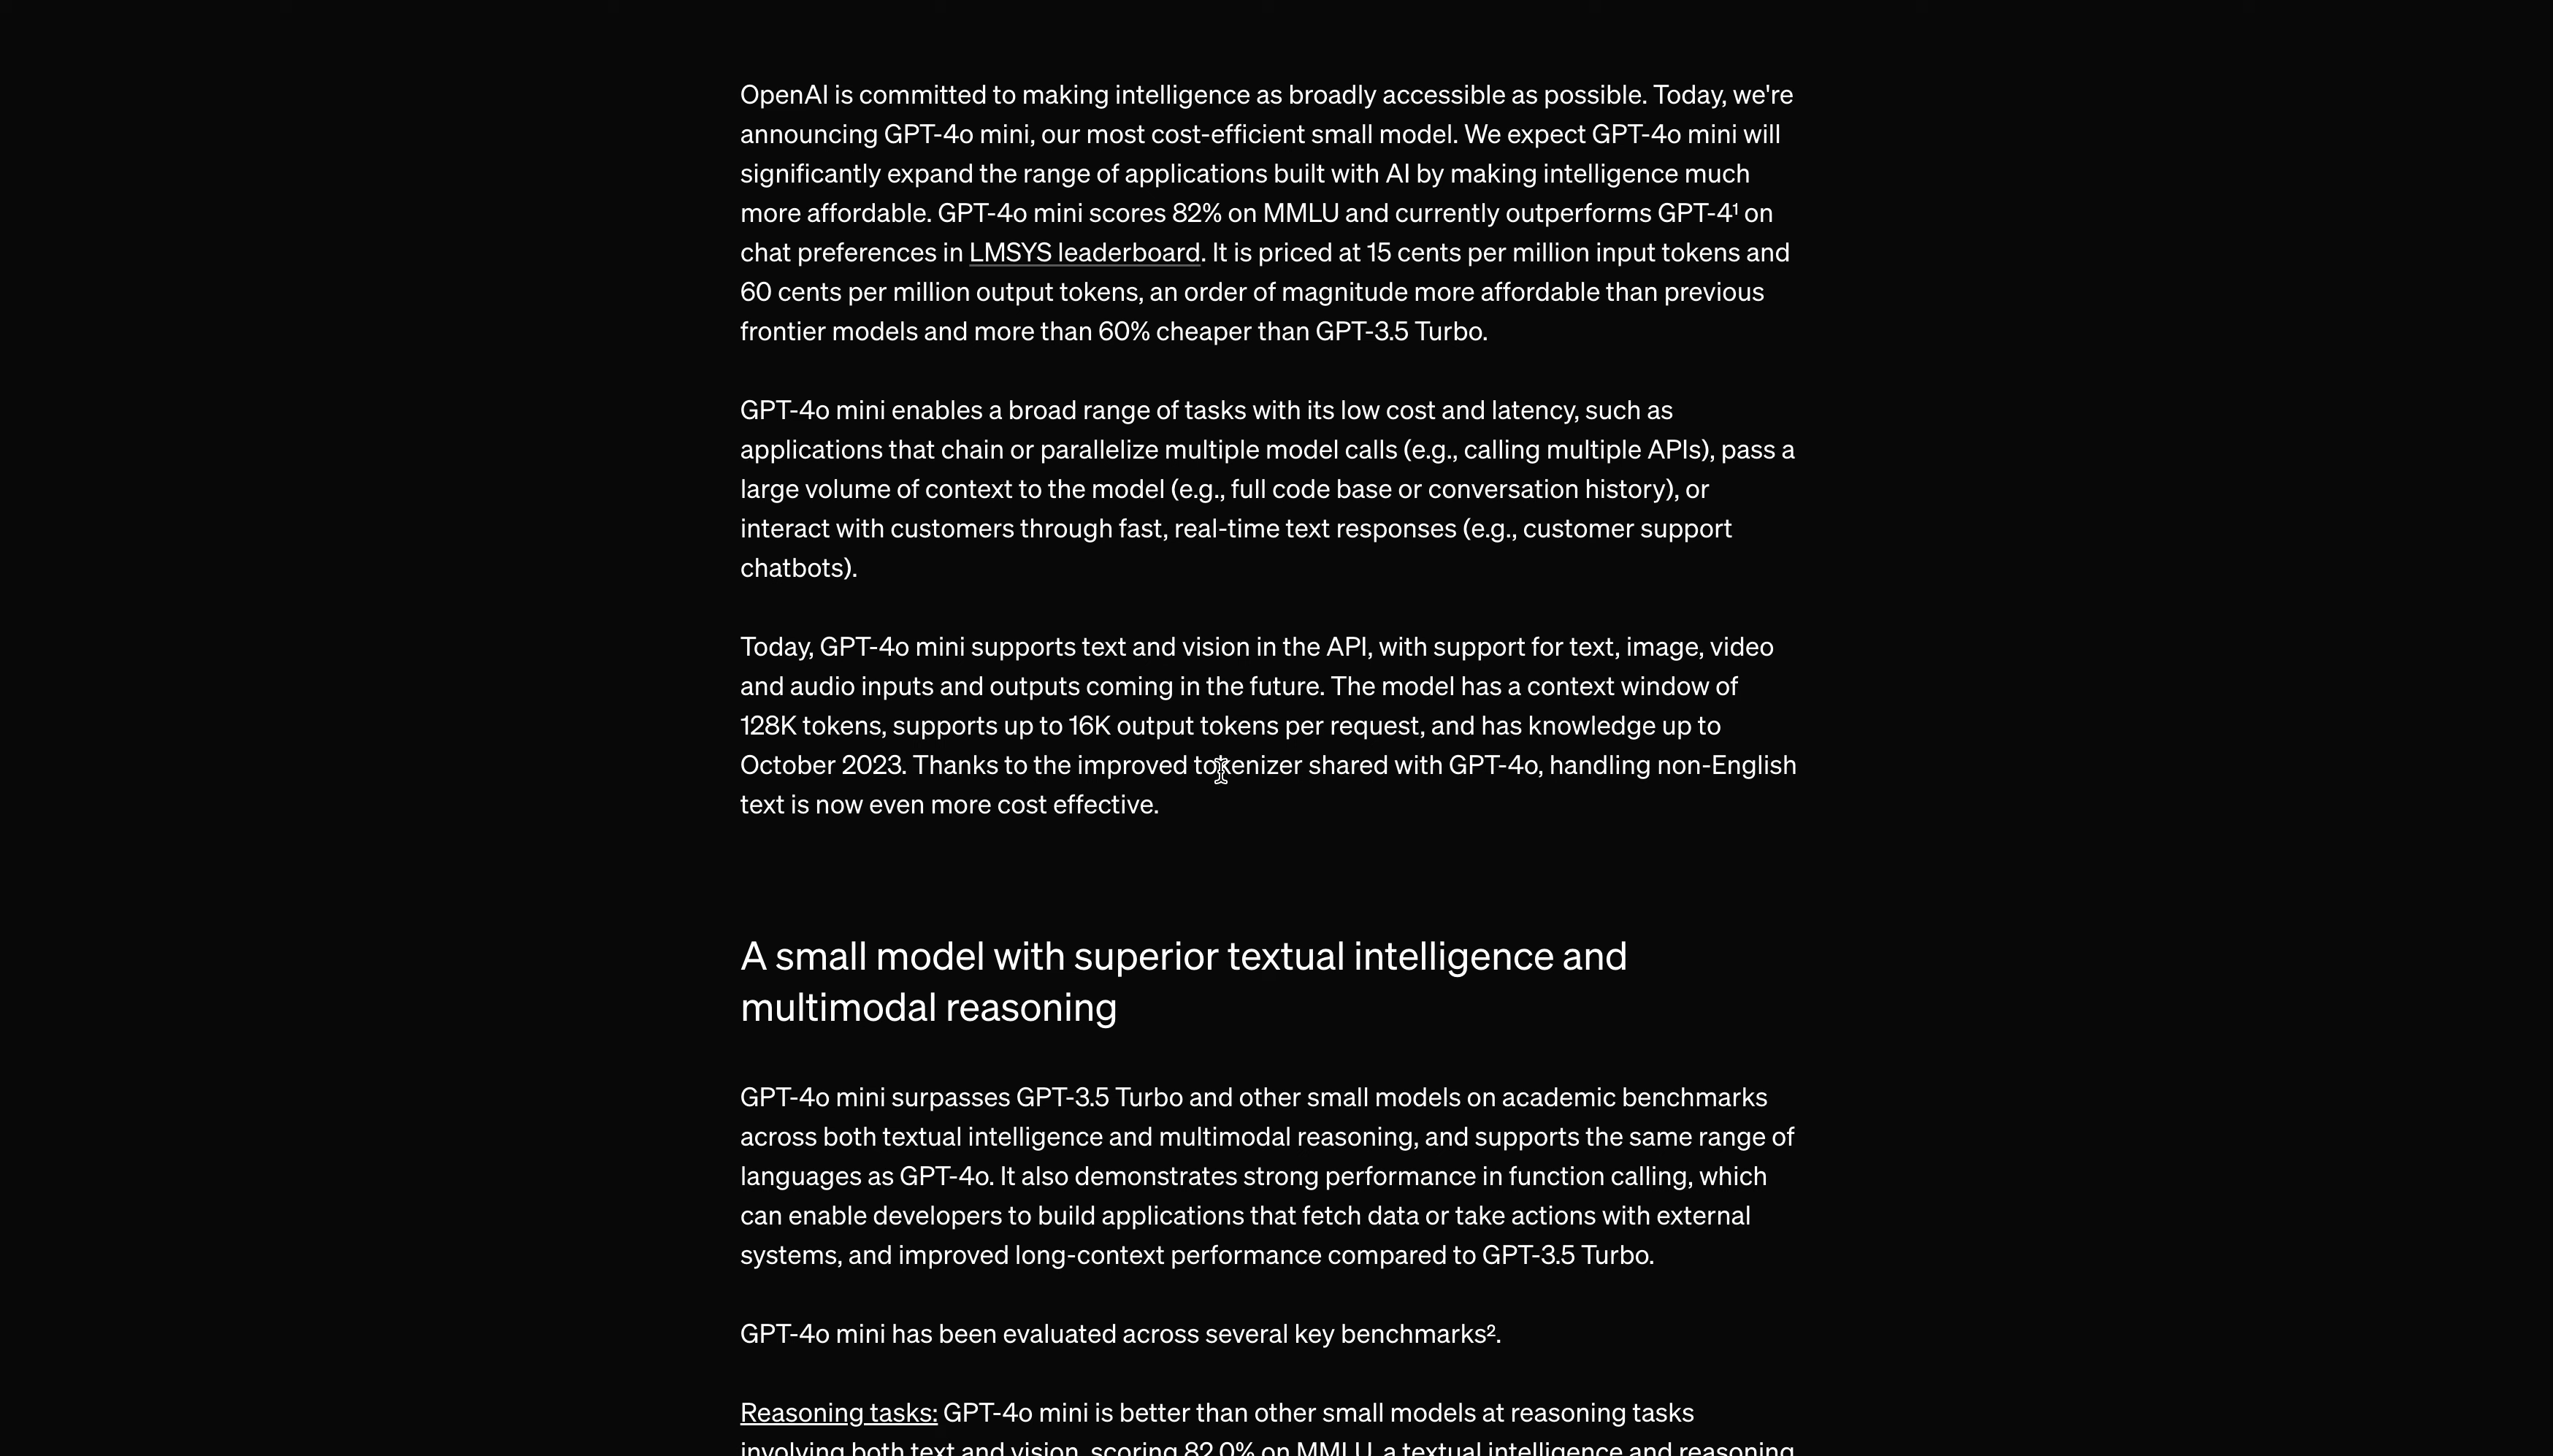 OpenAI is committed to making intelligence as broadly accessible as possible. Today, we're
announcing GPT-4o mini, our most cost-efficient small model. We expect GPT-4o mini will
significantly expand the range of applications built with AI by making intelligence much
more affordable. GPT-4o mini scores 82% on MMLU and currently outperforms GPT-4¹ on
chat preferences in LMSYS leaderboard. It is priced at 15 cents per million input tokens and
60 cents per million output tokens, an order of magnitude more affordable than previous
frontier models and more than 60% cheaper than GPT-3.5 Turbo.
GPT-4o mini enables a broad range of tasks with its low cost and latency, such as
applications that chain or parallelize multiple model calls (e.g., calling multiple APIs), pass a
large volume of context to the model (e.g., full code base or conversation history), or
interact with customers through fast, real-time text responses (e.g., customer support
chatbots).
Today, GPT-4o mini supports text and vision in the API, with support for text, image, video
and audio inputs and outputs coming in the future. The model has a context window of
128K tokens, supports up to 16K output tokens per request, and has knowledge up to
October 2023. Thanks to the improved tokenizer shared with GPT-4o, handling non-English
text is now even more cost effective.
A small model with superior textual intelligence and
multimodal reasoning
GPT-4o mini surpasses GPT-3.5 Turbo and other small models on academic benchmarks
across both textual intelligence and multimodal reasoning, and supports the same range of
languages as GPT-4o. It also demonstrates strong performance in function calling, which
can enable developers to build applications that fetch data or take actions with external
systems, and improved long-context performance compared to GPT-3.5 Turbo.
GPT-4o mini has been evaluated across several key benchmarks².
Reasoning tasks: GPT-4o mini is better than other small models at reasoning tasks
involving both text and vision, scoring 82.0% on MMLU, a textual intelligence and reasoning